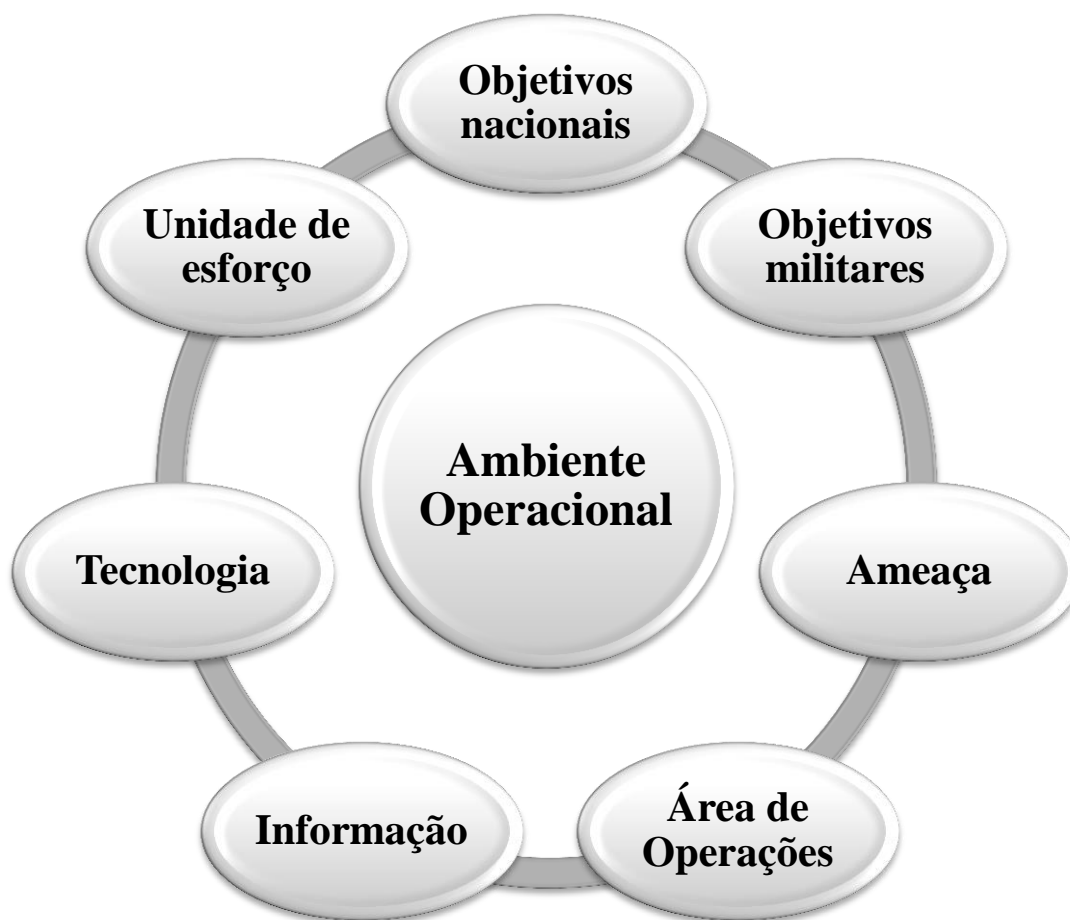 Objetivos
nacionais
Unidade de
esforço
Objetivos
militares
Ambiente
Operacional
Tecnologia
Ameaça
Informação
Área de
Operações